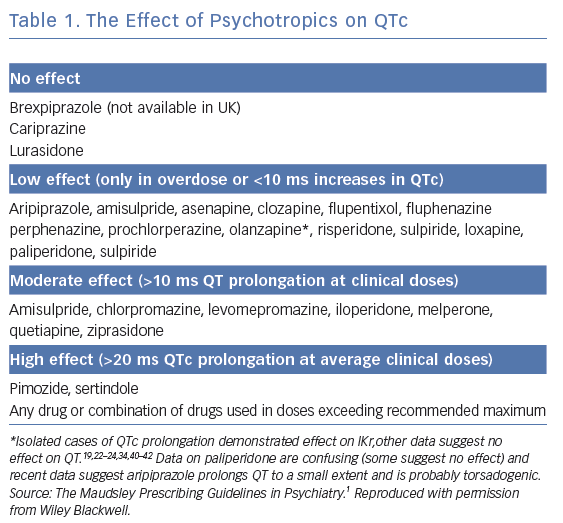 Table 1. The Effect of Psychotropics on QTc
No effect
Brexpiprazole (not available in UK)
Cariprazine
Lurasidone
Low effect (only in overdose or <10 ms increases in QTc)
Aripiprazole, amisulpride, asenapine, clozapine, flupentixol, fluphenazine
perphenazine, prochlorperazine, olanzapine*, risperidone, sulpiride, loxapine,
paliperidone, sulpiride
Moderate effect (>10 ms QT prolongation at clinical doses)
Amisulpride, chlorpromazine, levomepromazine, iloperidone, melperone,
quetiapine, ziprasidone
High effect (>20 ms QTc prolongation at average clinical doses)
Pimozide, sertindole
Any drug or combination of drugs used in doses exceeding recommended maximum
*Isolated cases of QTc prolongation demonstrated effect on IKr,other data suggest no
effect on QT.19,22–24,34,40–42 Data on paliperidone are confusing (some suggest no effect) and
recent data suggest aripiprazole prolongs QT to a small extent and is probably torsadogenic.
Source: The Maudsley Prescribing Guidelines in Psychiatry.1 Reproduced with permission
from Wiley Blackwell.